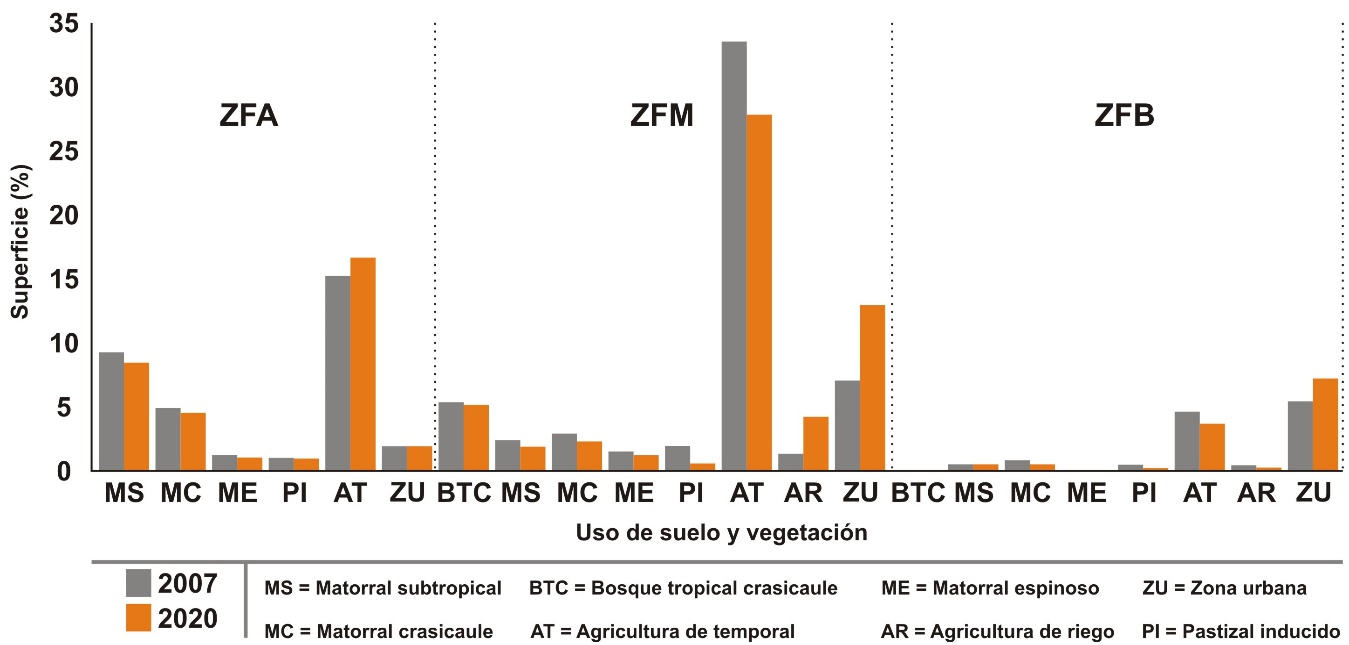 35
30
25
20
15
10
5
0
Superficie (%)
ZFA
ZFM
ZFB
MS MC ME PI AT ZU BTC MS MC ME PI AT AR ZU BTC MS MC ME PI AT AR ZU
Uso de suelo y vegetación
2007
2020
MS = Matorral subtropical BTC = Bosque tropical crasicaule ME = Matorral espinoso ZU = Zona urbana
MC = Matorral crasicaule AT = Agricultura de temporal AR = Agricultura de riego PI = Pastizal inducido